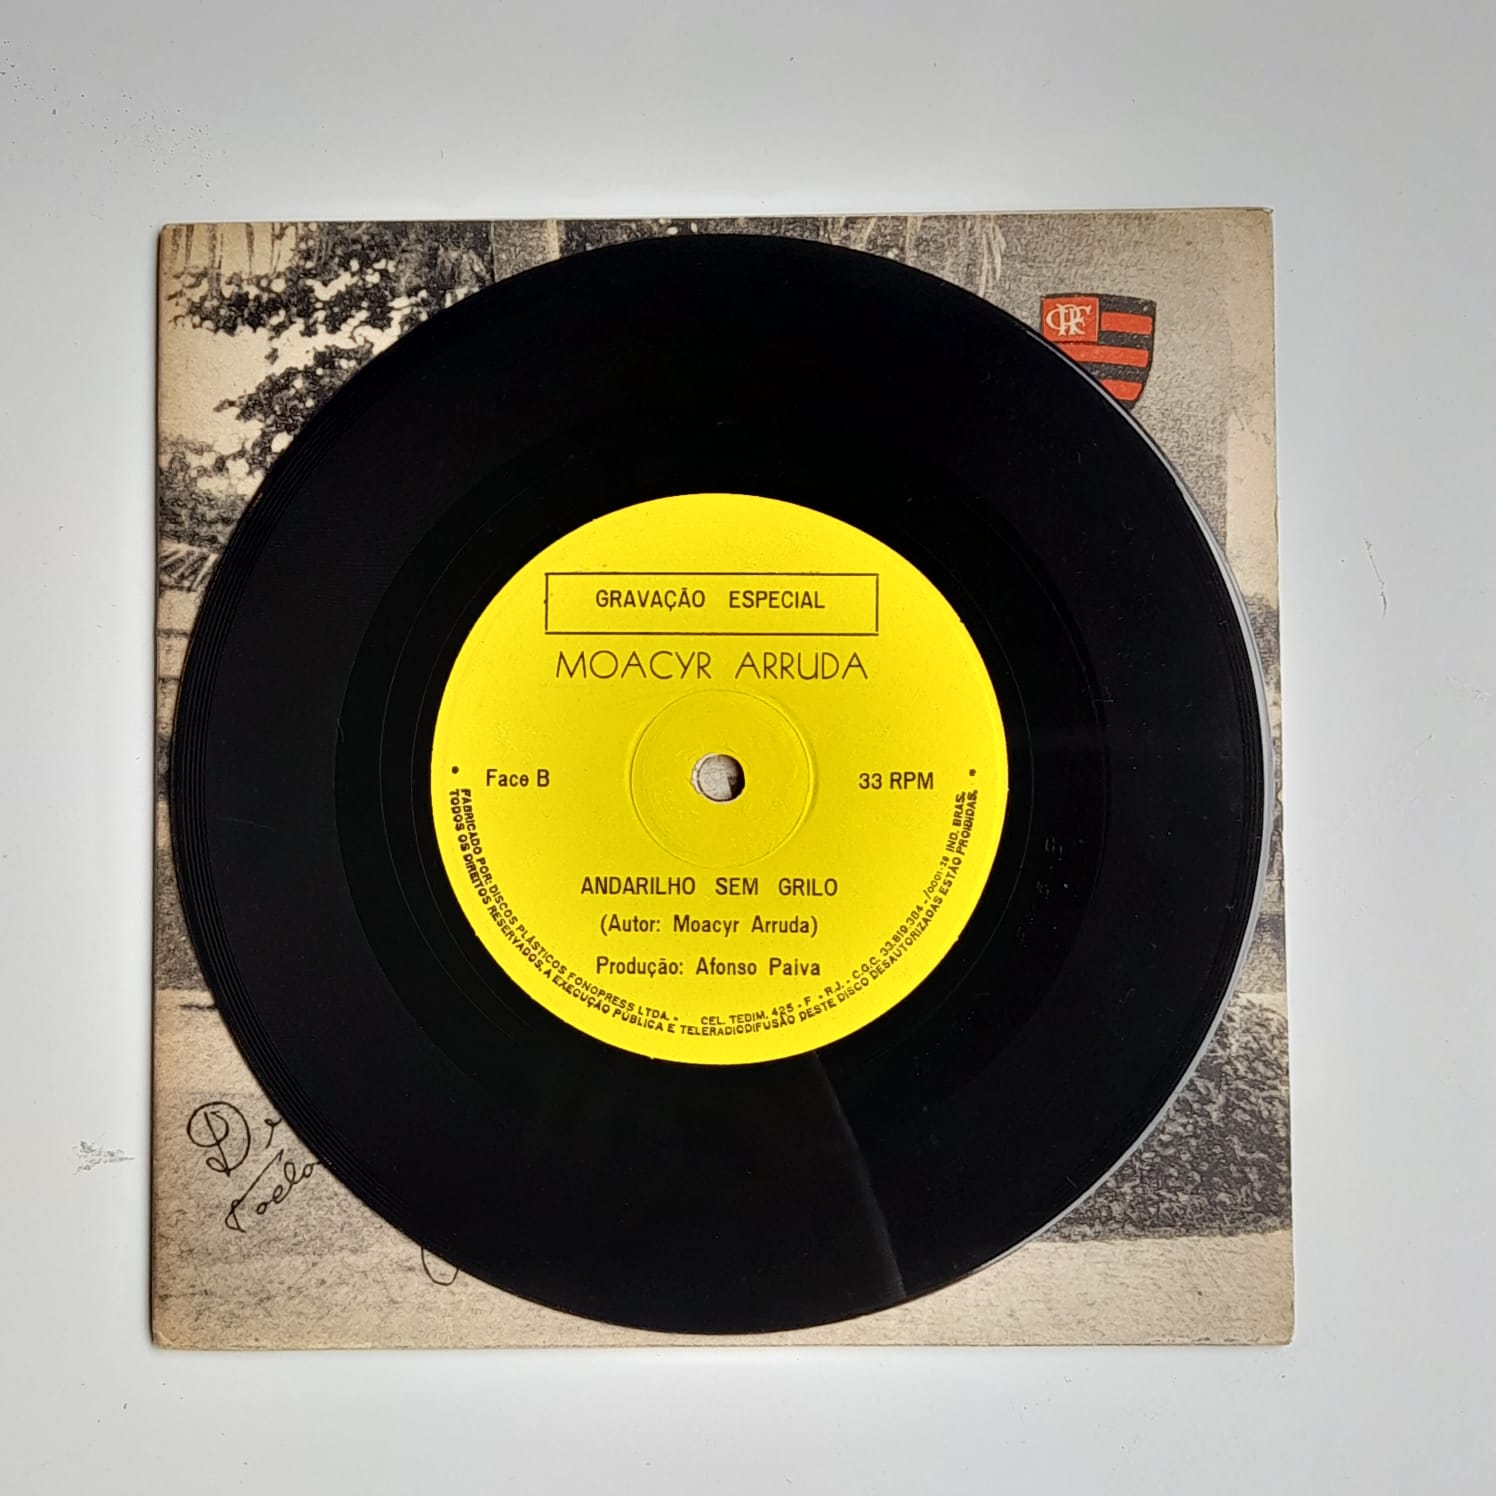 CRF
GRAVAÇÃO ESPECIAL
MOACYR ARRUDA
Face B
33 RPM
ANDARILHO SEM GRILO
(Autor: Moacyr Arruda)
Produção: Afonso Paiva
FABRICADO POR: DISCOS PLÁSTICOS FONOPRESS LTDA. - CEL. TEDIM, 425 - F - R.J. - C.G.C. 33.819.384-/0001-19 IND. BRAS.
TODOS OS DIREITOS RESERVADOS. A EXECUÇÃO PÚBLICA E TELERADIODIFUSÃO DESTE DISCO DESAUTORIZADAS ESTÃO PROIBIDAS.